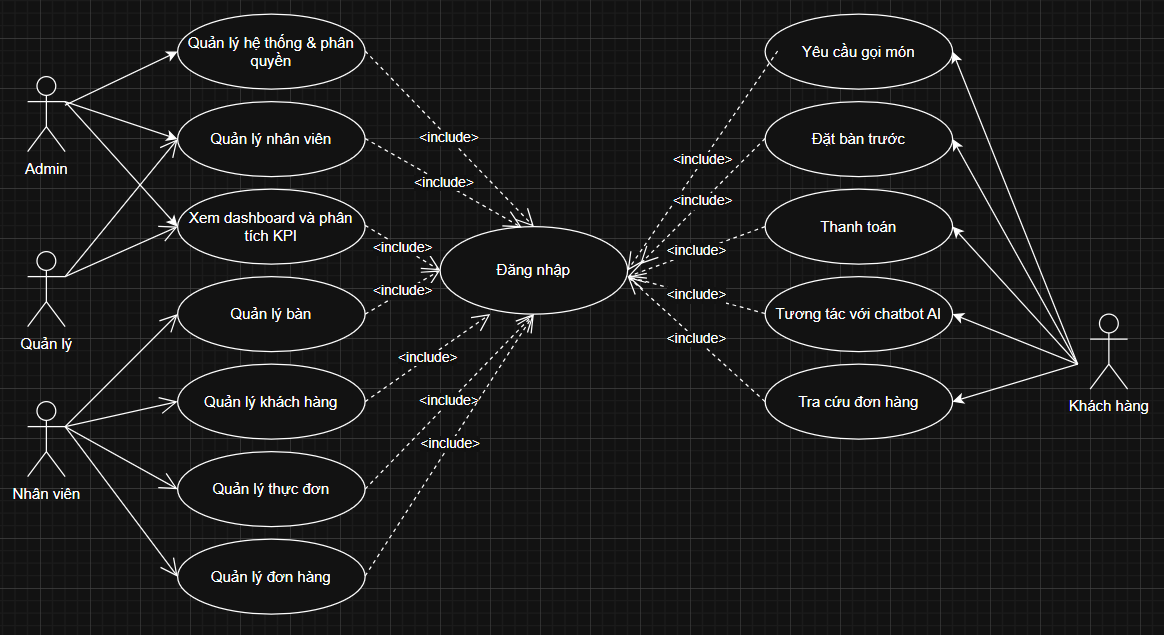 Quản lý hệ thống & phân
quyền
Yêu cầu gọi món
Admin
Quản lý nhân viên
<include>
<include>
Đặt bàn trước
<include>
<include>
Xem dashboard và phân
tích KPI
<include>
Thanh toán
<include>
Đăng nhập
Quản lý
Quản lý bàn
<include>
<include>
Tương tác với chatbot AI
<include>
<include>
Quản lý khách hàng
<include>
Tra cứu đơn hàng
Khách hàng
<include>
Nhân viên
Quản lý thực đơn
Quản lý đơn hàng